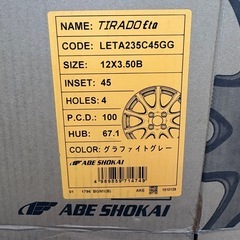 NAME: TIRADO Eta
CODE: LETA235C45GG
SIZE: 12X3.50B
INSET: 45
HOLES: 4
P.C.D.: 100
HUB: 67.1
COLOR: グラファイトグレー
ABE SHOKAI
ABE SHOKAI